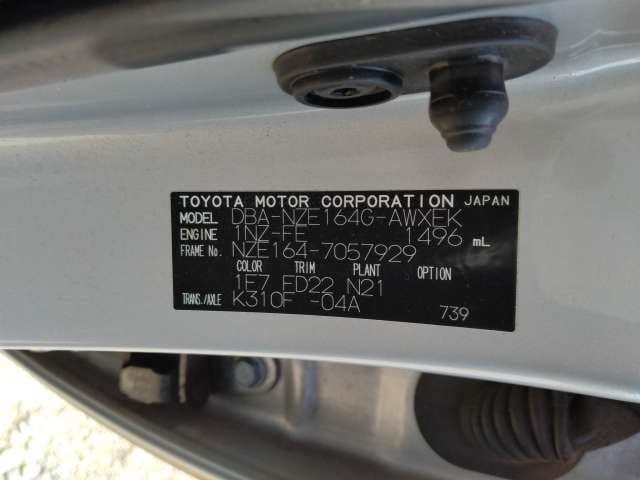 TOYOTA MOTOR CORPORATION JAPAN
MODEL DBA-NZE164G-AWXEK
ENGINE 1NZ-FE 1496 mL
FRAME No. NZE164-7057929
COLOR TRIM PLANT OPTION
1E7 ED22 N21
TRANS./AXLE K310F -04A 739